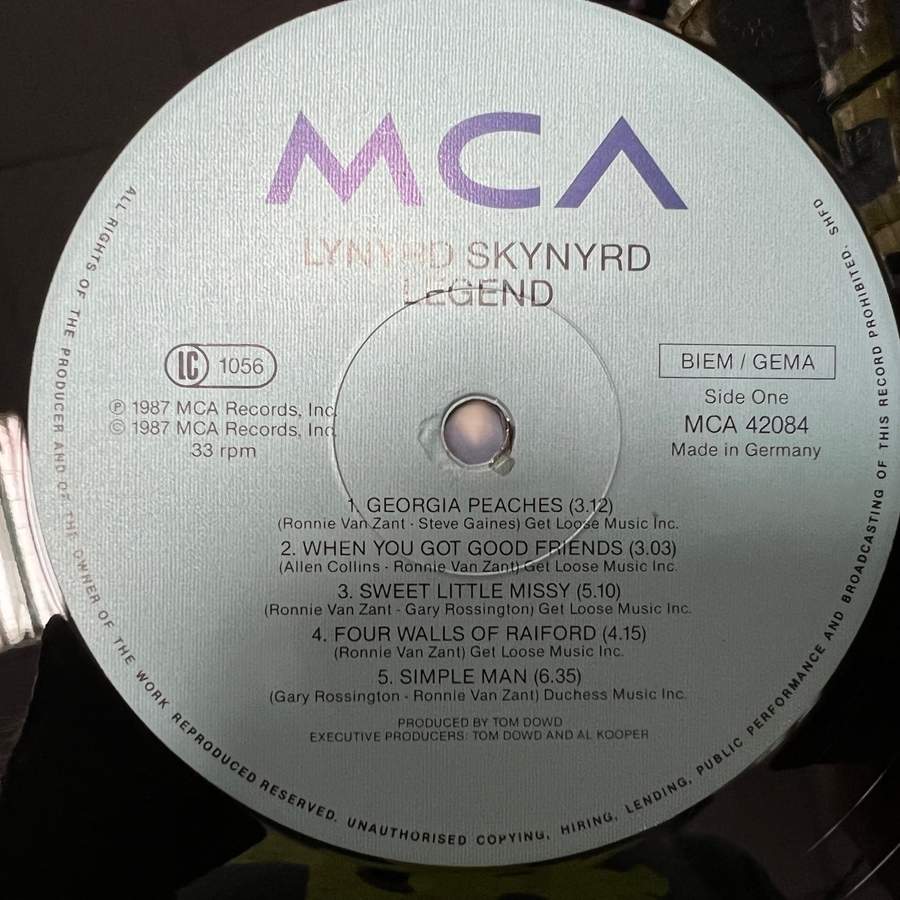 MCA
LYNYRD SKYNYRD
LEGEND
LC 1056
℗ 1987 MCA Records, Inc.
© 1987 MCA Records, Inc.
33 rpm
BIEM / GEMA
Side One
MCA 42084
Made in Germany
1. GEORGIA PEACHES (3.12)
(Ronnie Van Zant - Steve Gaines) Get Loose Music Inc.
2. WHEN YOU GOT GOOD FRIENDS (3.03)
(Allen Collins - Ronnie Van Zant) Get Loose Music Inc.
3. SWEET LITTLE MISSY (5.10)
(Ronnie Van Zant - Gary Rossington) Get Loose Music Inc.
4. FOUR WALLS OF RAIFORD (4.15)
(Ronnie Van Zant) Get Loose Music Inc.
5. SIMPLE MAN (6.35)
(Gary Rossington - Ronnie Van Zant) Duchess Music Inc.
PRODUCED BY TOM DOWD
EXECUTIVE PRODUCERS: TOM DOWD AND AL KOOPER
ALL RIGHTS OF THE PRODUCER AND OF THE OWNER OF THE WORK REPRODUCED RESERVED. UNAUTHORISED COPYING, HIRING, LENDING, PUBLIC PERFORMANCE AND BROADCASTING OF THIS RECORD PROHIBITED. SHFD